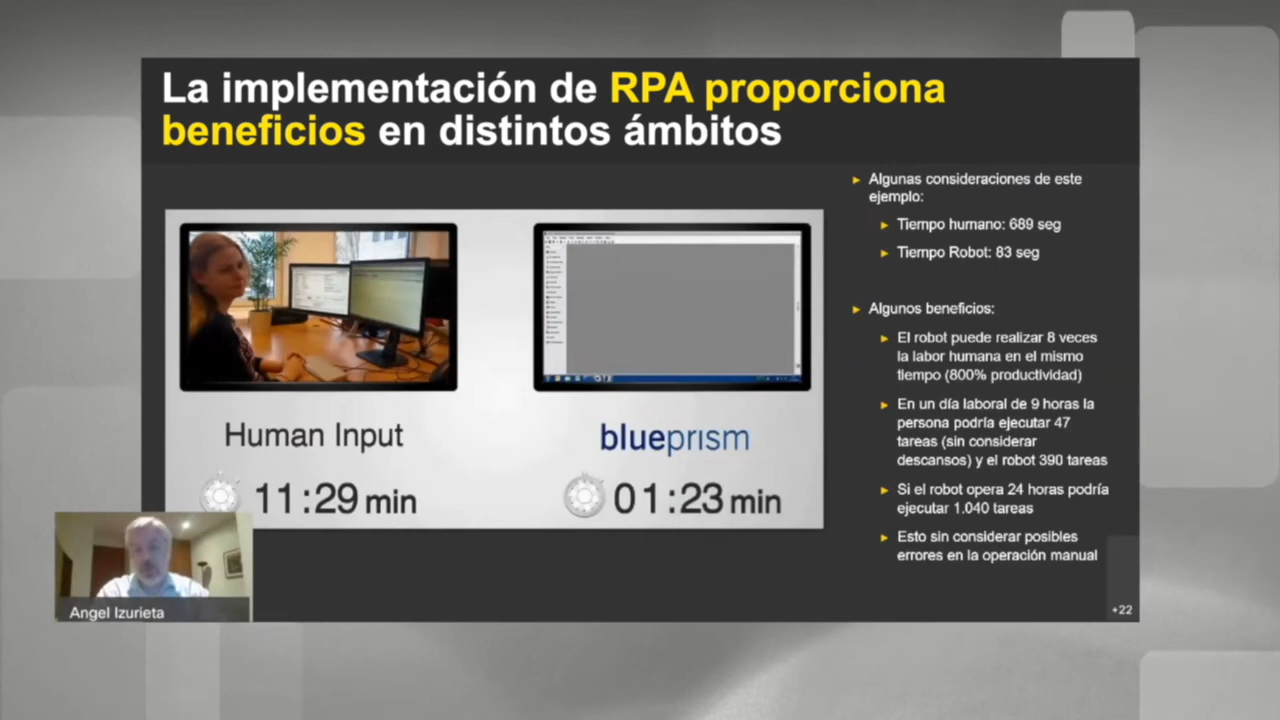 La implementación de RPA proporciona
beneficios en distintos ámbitos
Algunas consideraciones de este
ejemplo:
Tiempo humano: 689 seg
Tiempo Robot: 83 seg
Algunos beneficios:
El robot puede realizar 8 veces
la labor humana en el mismo
tiempo (800% productividad)
En un día laboral de 9 horas la
persona podría ejecutar 47
tareas (sin considerar
descansos) y el robot 390 tareas
Si el robot opera 24 horas podría
ejecutar 1.040 tareas
Esto sin considerar posibles
errores en la operación manual
Human Input
blueprism
11:29 min
01:23 min
Angel Izurieta
+22